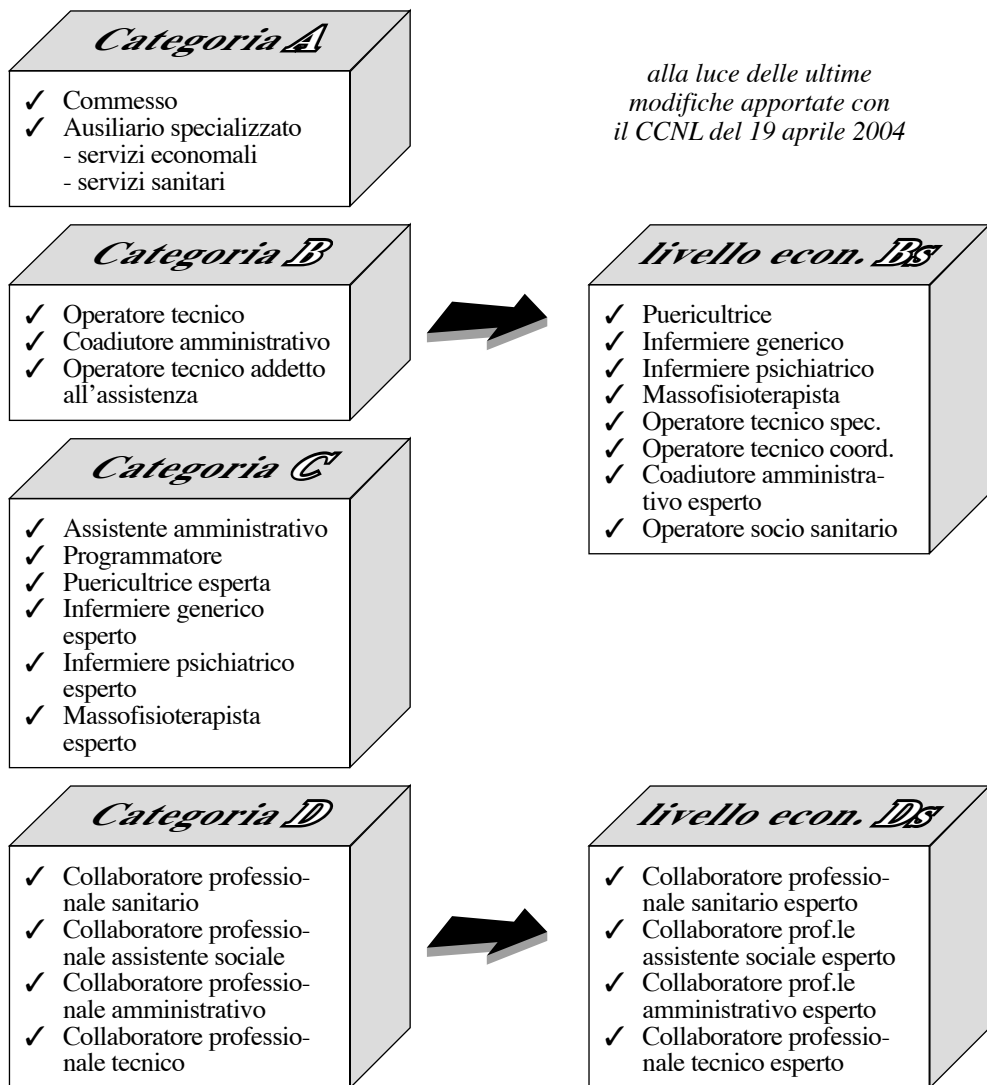 Categoria A
✓ Commesso
✓ Ausiliario specializzato
- servizi economali
- servizi sanitari
alla luce delle ultime
modifiche apportate con
il CCNL del 19 aprile 2004
Categoria B
✓ Operatore tecnico
✓ Coadiutore amministrativo
✓ Operatore tecnico addetto
all'assistenza
livello econ. Bs
✓ Puericultrice
✓ Infermiere generico
✓ Infermiere psichiatrico
✓ Massofisioterapista
✓ Operatore tecnico spec.
✓ Operatore tecnico coord.
✓ Coadiutore amministra-
tivo esperto
✓ Operatore socio sanitario
Categoria C
✓ Assistente amministrativo
✓ Programmatore
✓ Puericultrice esperta
✓ Infermiere generico
esperto
✓ Infermiere psichiatrico
esperto
✓ Massofisioterapista
esperto
Categoria D
✓ Collaboratore professio-
nale sanitario
✓ Collaboratore professio-
nale assistente sociale
✓ Collaboratore professio-
nale amministrativo
✓ Collaboratore professio-
nale tecnico
livello econ. Ds
✓ Collaboratore professio-
nale sanitario esperto
✓ Collaboratore prof.le
assistente sociale esperto
✓ Collaboratore prof.le
amministrativo esperto
✓ Collaboratore professio-
nale tecnico esperto